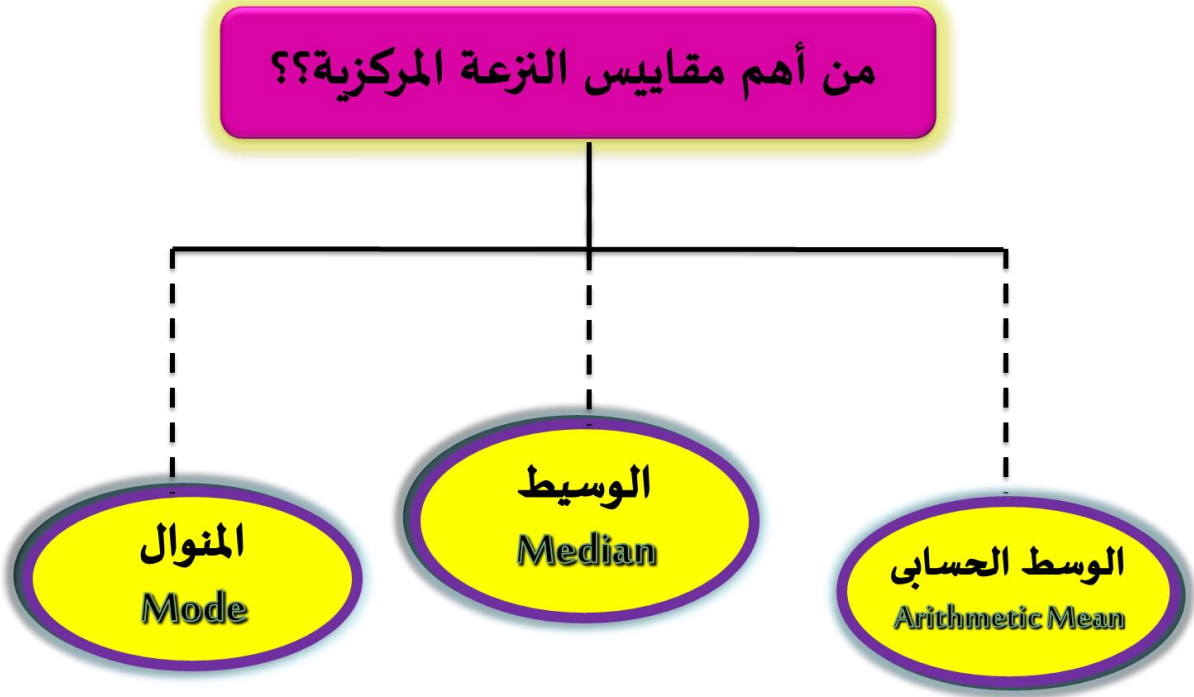 من أهم مقاييس النزعة المركزية؟؟
الوسط الحسابى
Arithmetic Mean
الوسيط
Median
المنوال
Mode